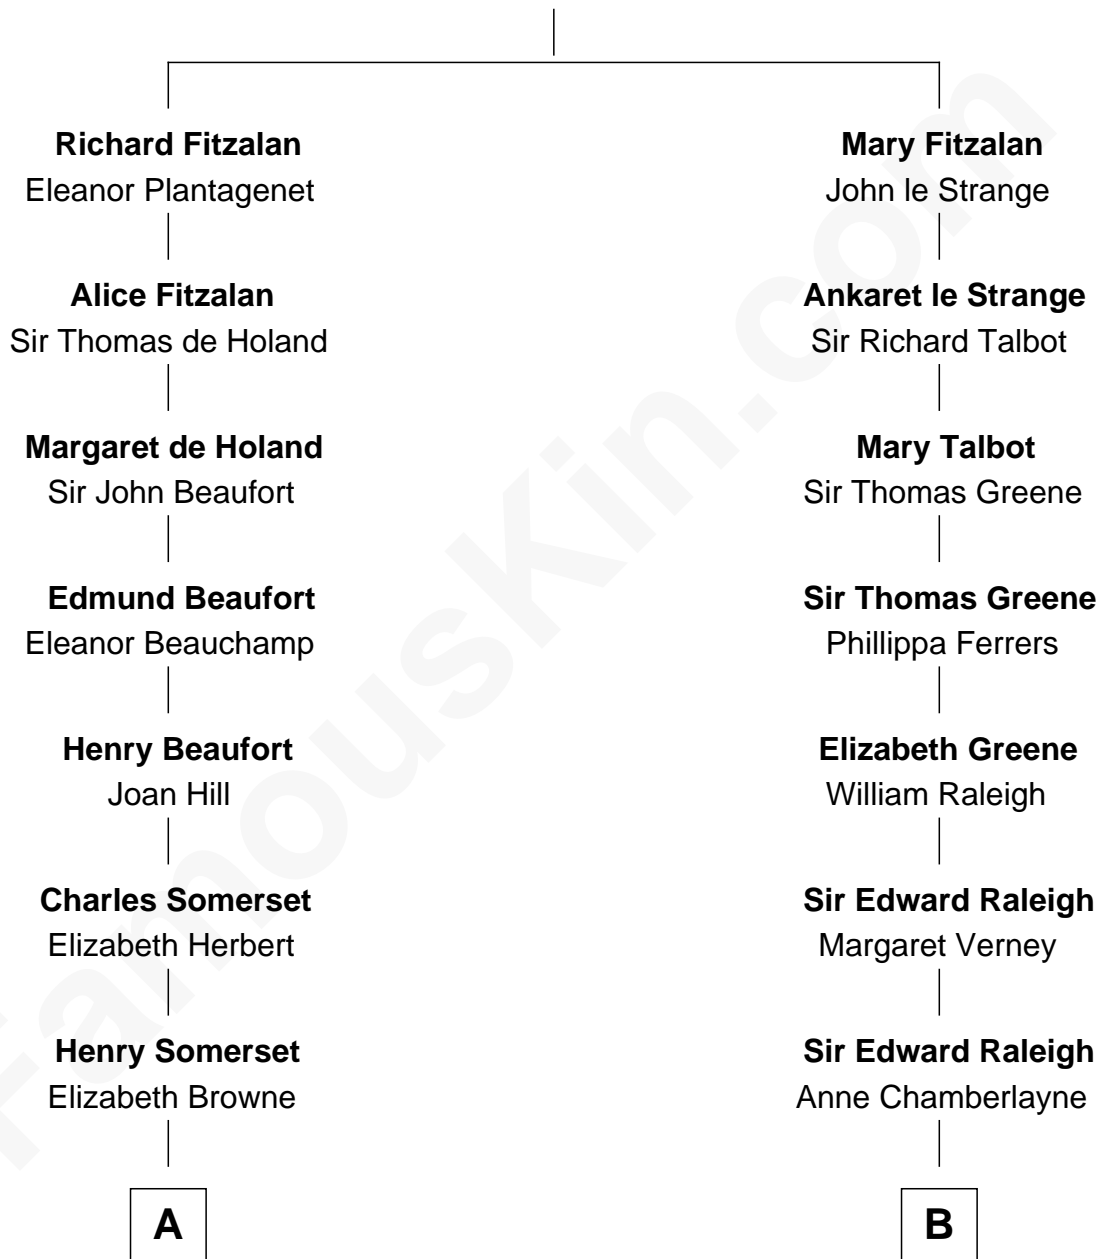 Richard Fitzalan
Eleanor Plantagenet
Mary Fitzalan
John le Strange
Alice Fitzalan
Sir Thomas de Holand
Ankaret le Strange
Sir Richard Talbot
Margaret de Holand
Sir John Beaufort
Mary Talbot
Sir Thomas Greene
Edmund Beaufort
Eleanor Beauchamp
Sir Thomas Greene
Phillippa Ferrers
Henry Beaufort
Joan Hill
Elizabeth Greene
William Raleigh
Charles Somerset
Elizabeth Herbert
Sir Edward Raleigh
Margaret Verney
Henry Somerset
Elizabeth Browne
Sir Edward Raleigh
Anne Chamberlayne
A
B
FamousKin.com